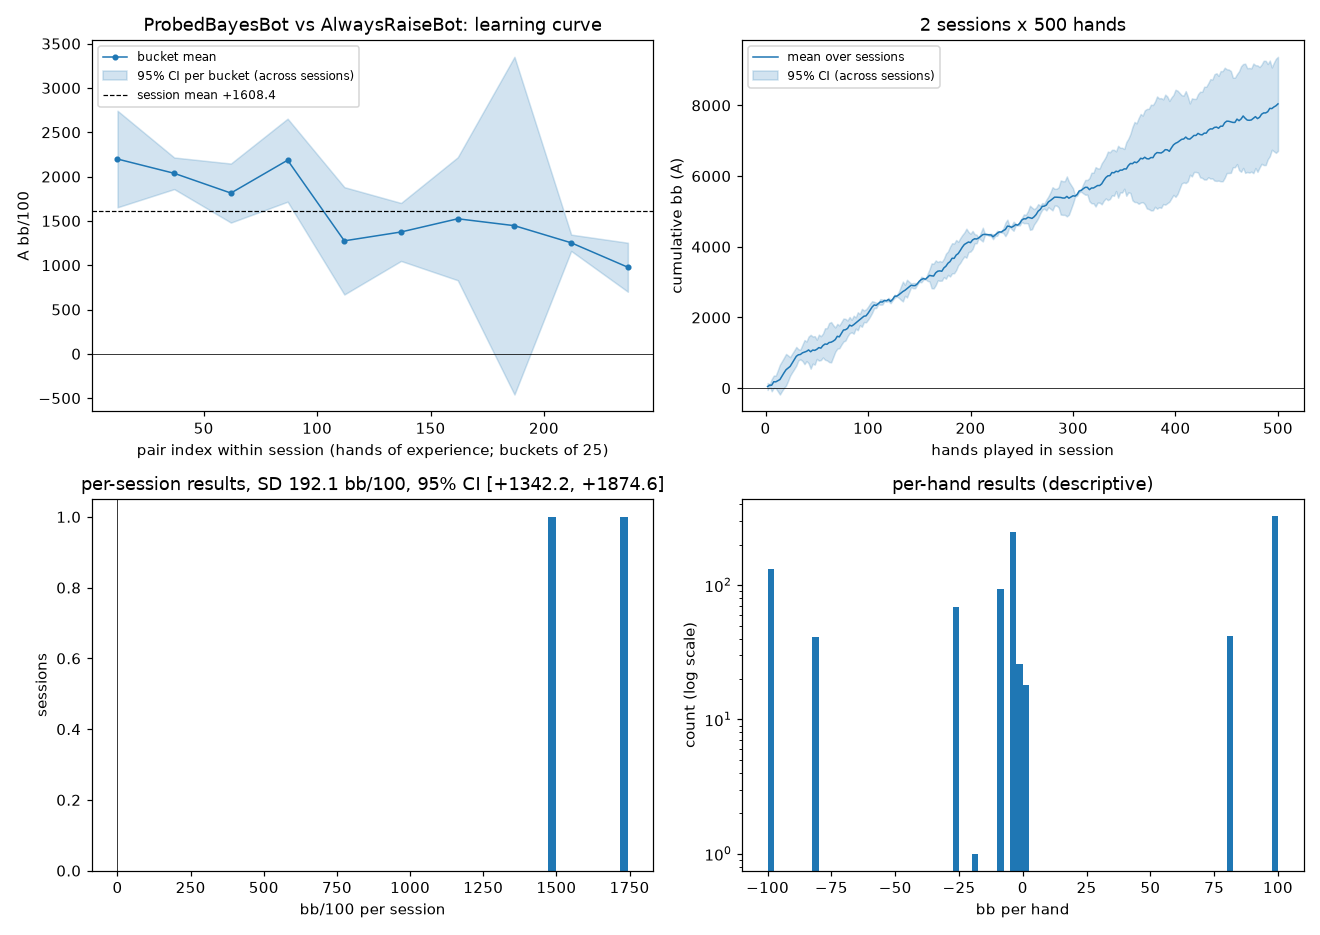 ProbedBayesBot vs AlwaysRaiseBot: learning curve
3500
3000
2500
2000
1500
1000
500
0
−500
A bb/100
bucket mean
95% CI per bucket (across sessions)
session mean +1608.4
50
100
150
200
pair index within session (hands of experience; buckets of 25)
2 sessions x 500 hands
8000
6000
4000
2000
0
cumulative bb (A)
mean over sessions
95% CI (across sessions)
0
100
200
300
400
500
hands played in session
per-session results, SD 192.1 bb/100, 95% CI [+1342.2, +1874.6]
1.0
0.8
0.6
0.4
0.2
0.0
sessions
0
250
500
750
1000
1250
1500
1750
bb/100 per session
per-hand results (descriptive)
10²
10¹
10⁰
count (log scale)
−100
−75
−50
−25
0
25
50
75
100
bb per hand